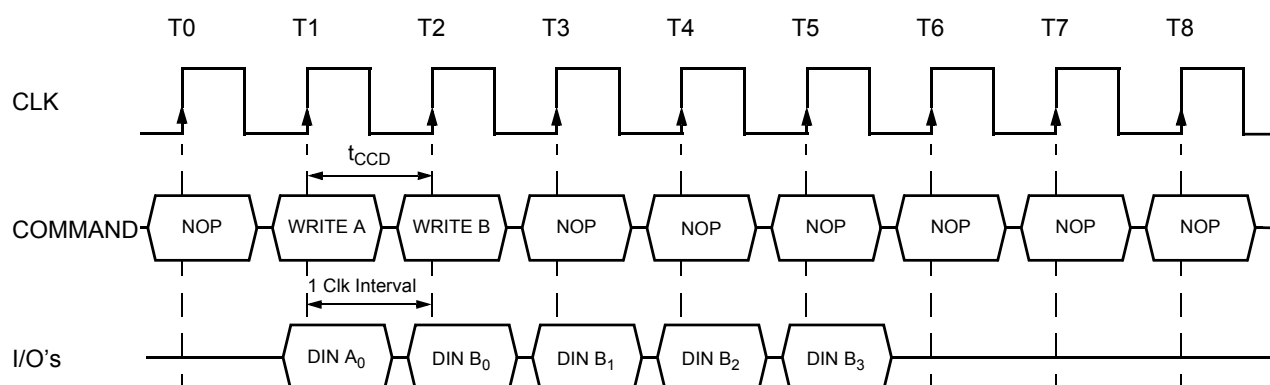 T0 T1 T2 T3 T4 T5 T6 T7 T8
CLK
tCCD
COMMAND NOP WRITE A WRITE B NOP NOP NOP NOP NOP NOP
1 Clk Interval
I/O's DIN A0 DIN B0 DIN B1 DIN B2 DIN B3